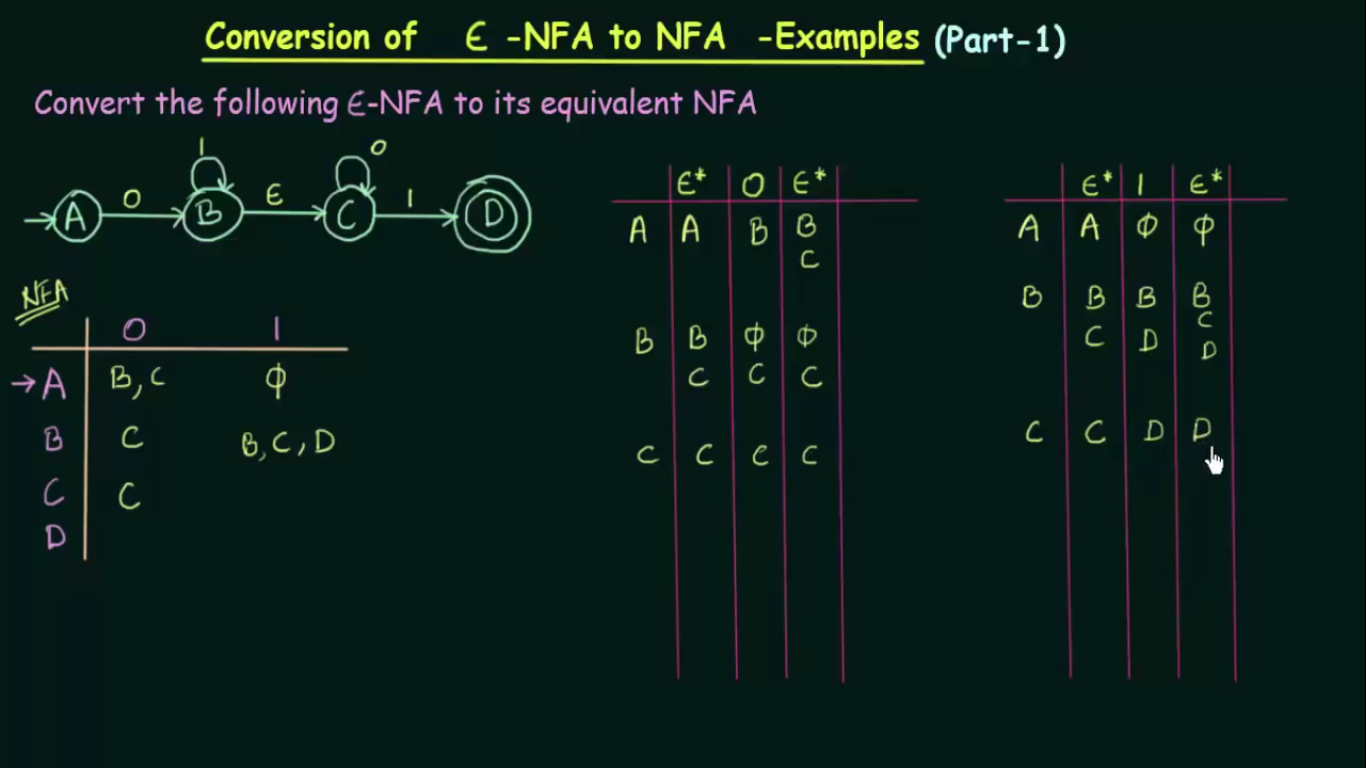 Conversion of Є -NFA to NFA -Examples (Part-1)
Convert the following Є-NFA to its equivalent NFA
1 0
0 Є 1
A B C D
NFA
0 1
→ A B, C ϕ
B C B, C, D
C C
D
Є* 0 Є*
A A B B
C
B B ϕ ϕ
C C C
C C C C
Є* 1 Є*
A A ϕ ϕ
B B B B
C D C
D
C C D D